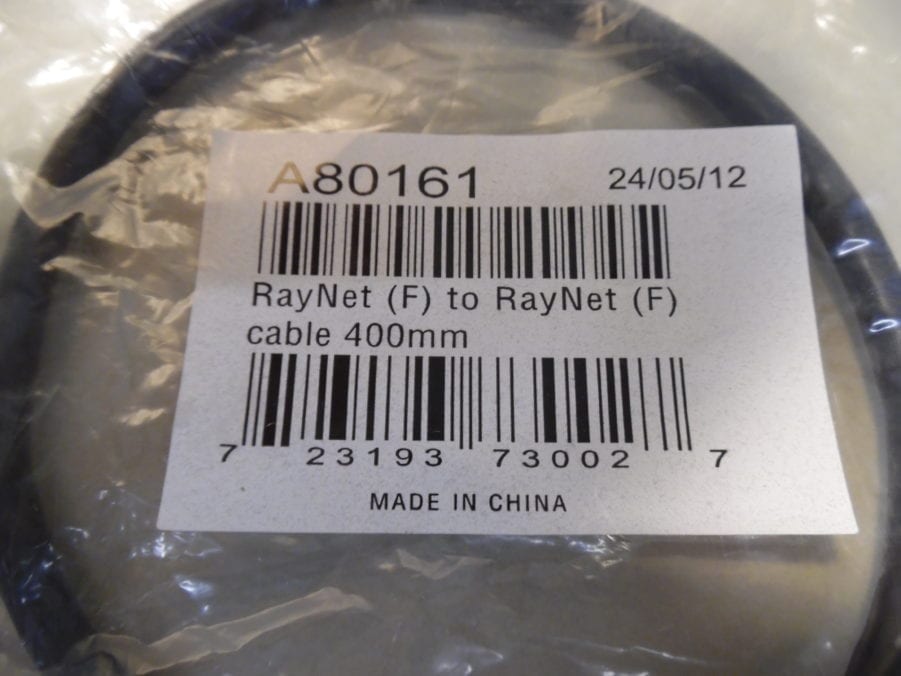 A80161 24/05/12
RayNet (F) to RayNet (F)
cable 400mm
7 23193 73002 7
MADE IN CHINA